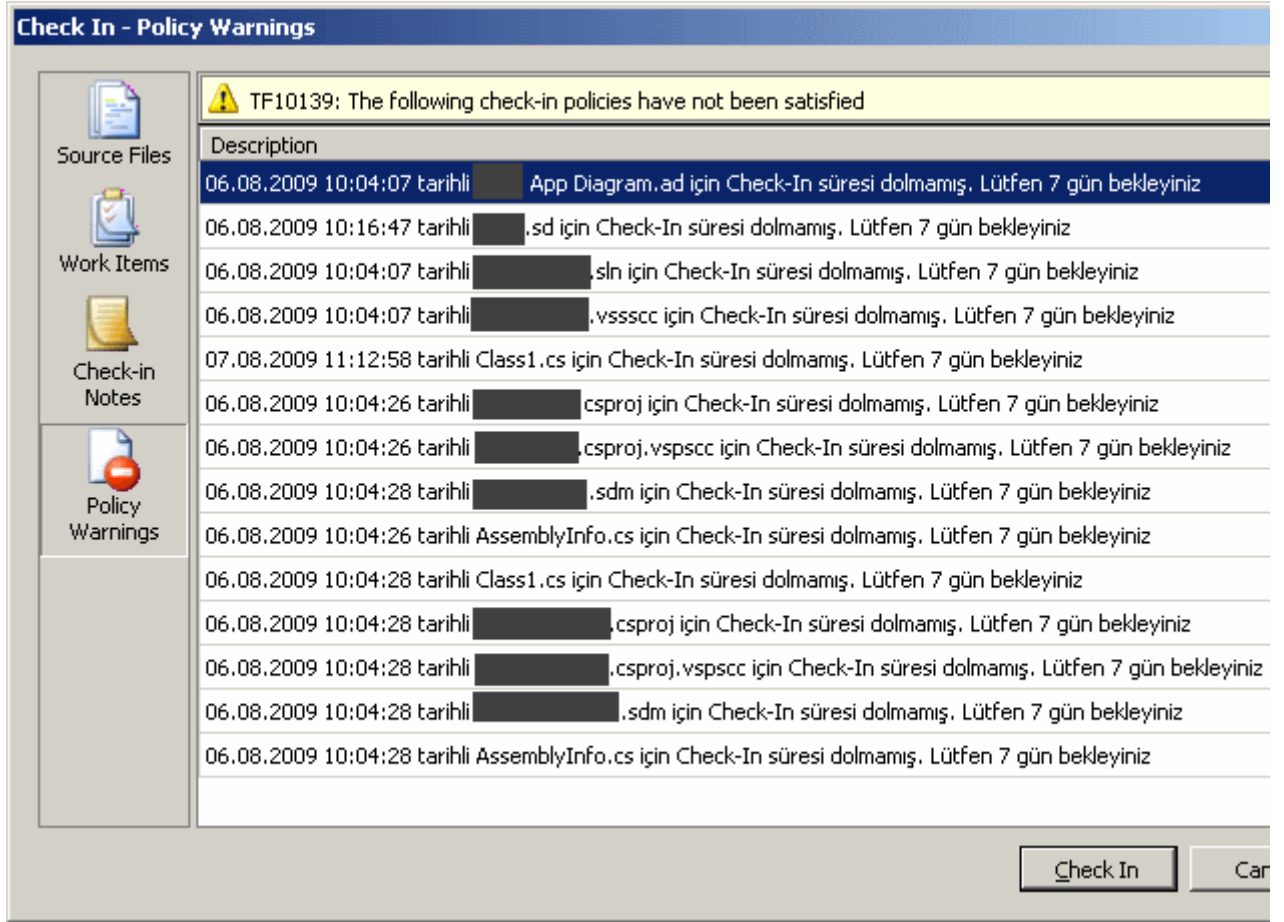 Check In - Policy Warnings
Source Files
Work Items
Check-in
Notes
Policy
Warnings
TF10139: The following check-in policies have not been satisfied
Description
06.08.2009 10:04:07 tarihli App Diagram.ad için Check-In süresi dolmamış. Lütfen 7 gün bekleyiniz
06.08.2009 10:16:47 tarihli .sd için Check-In süresi dolmamış. Lütfen 7 gün bekleyiniz
06.08.2009 10:04:07 tarihli .sln için Check-In süresi dolmamış. Lütfen 7 gün bekleyiniz
06.08.2009 10:04:07 tarihli .vssscc için Check-In süresi dolmamış. Lütfen 7 gün bekleyiniz
07.08.2009 11:12:58 tarihli Class1.cs için Check-In süresi dolmamış. Lütfen 7 gün bekleyiniz
06.08.2009 10:04:26 tarihli csproj için Check-In süresi dolmamış. Lütfen 7 gün bekleyiniz
06.08.2009 10:04:26 tarihli .csproj.vspscc için Check-In süresi dolmamış. Lütfen 7 gün bekleyiniz
06.08.2009 10:04:28 tarihli .sdm için Check-In süresi dolmamış. Lütfen 7 gün bekleyiniz
06.08.2009 10:04:26 tarihli AssemblyInfo.cs için Check-In süresi dolmamış. Lütfen 7 gün bekleyiniz
06.08.2009 10:04:28 tarihli Class1.cs için Check-In süresi dolmamış. Lütfen 7 gün bekleyiniz
06.08.2009 10:04:28 tarihli .csproj için Check-In süresi dolmamış. Lütfen 7 gün bekleyiniz
06.08.2009 10:04:28 tarihli .csproj.vspscc için Check-In süresi dolmamış. Lütfen 7 gün bekleyiniz
06.08.2009 10:04:28 tarihli .sdm için Check-In süresi dolmamış. Lütfen 7 gün bekleyiniz
06.08.2009 10:04:28 tarihli AssemblyInfo.cs için Check-In süresi dolmamış. Lütfen 7 gün bekleyiniz
Check In